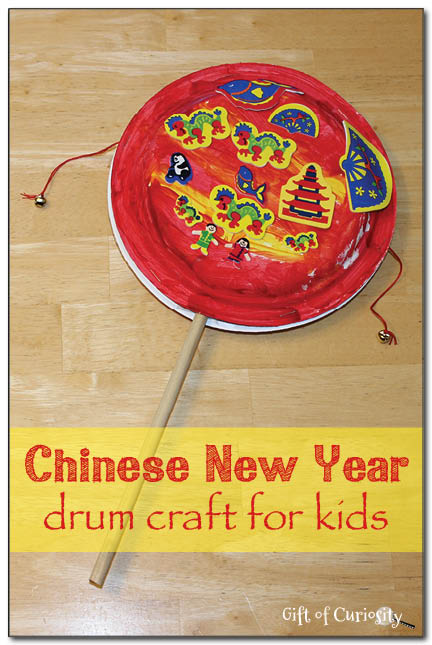 Chinese New Year
drum craft for kids
Gift of Curiosity